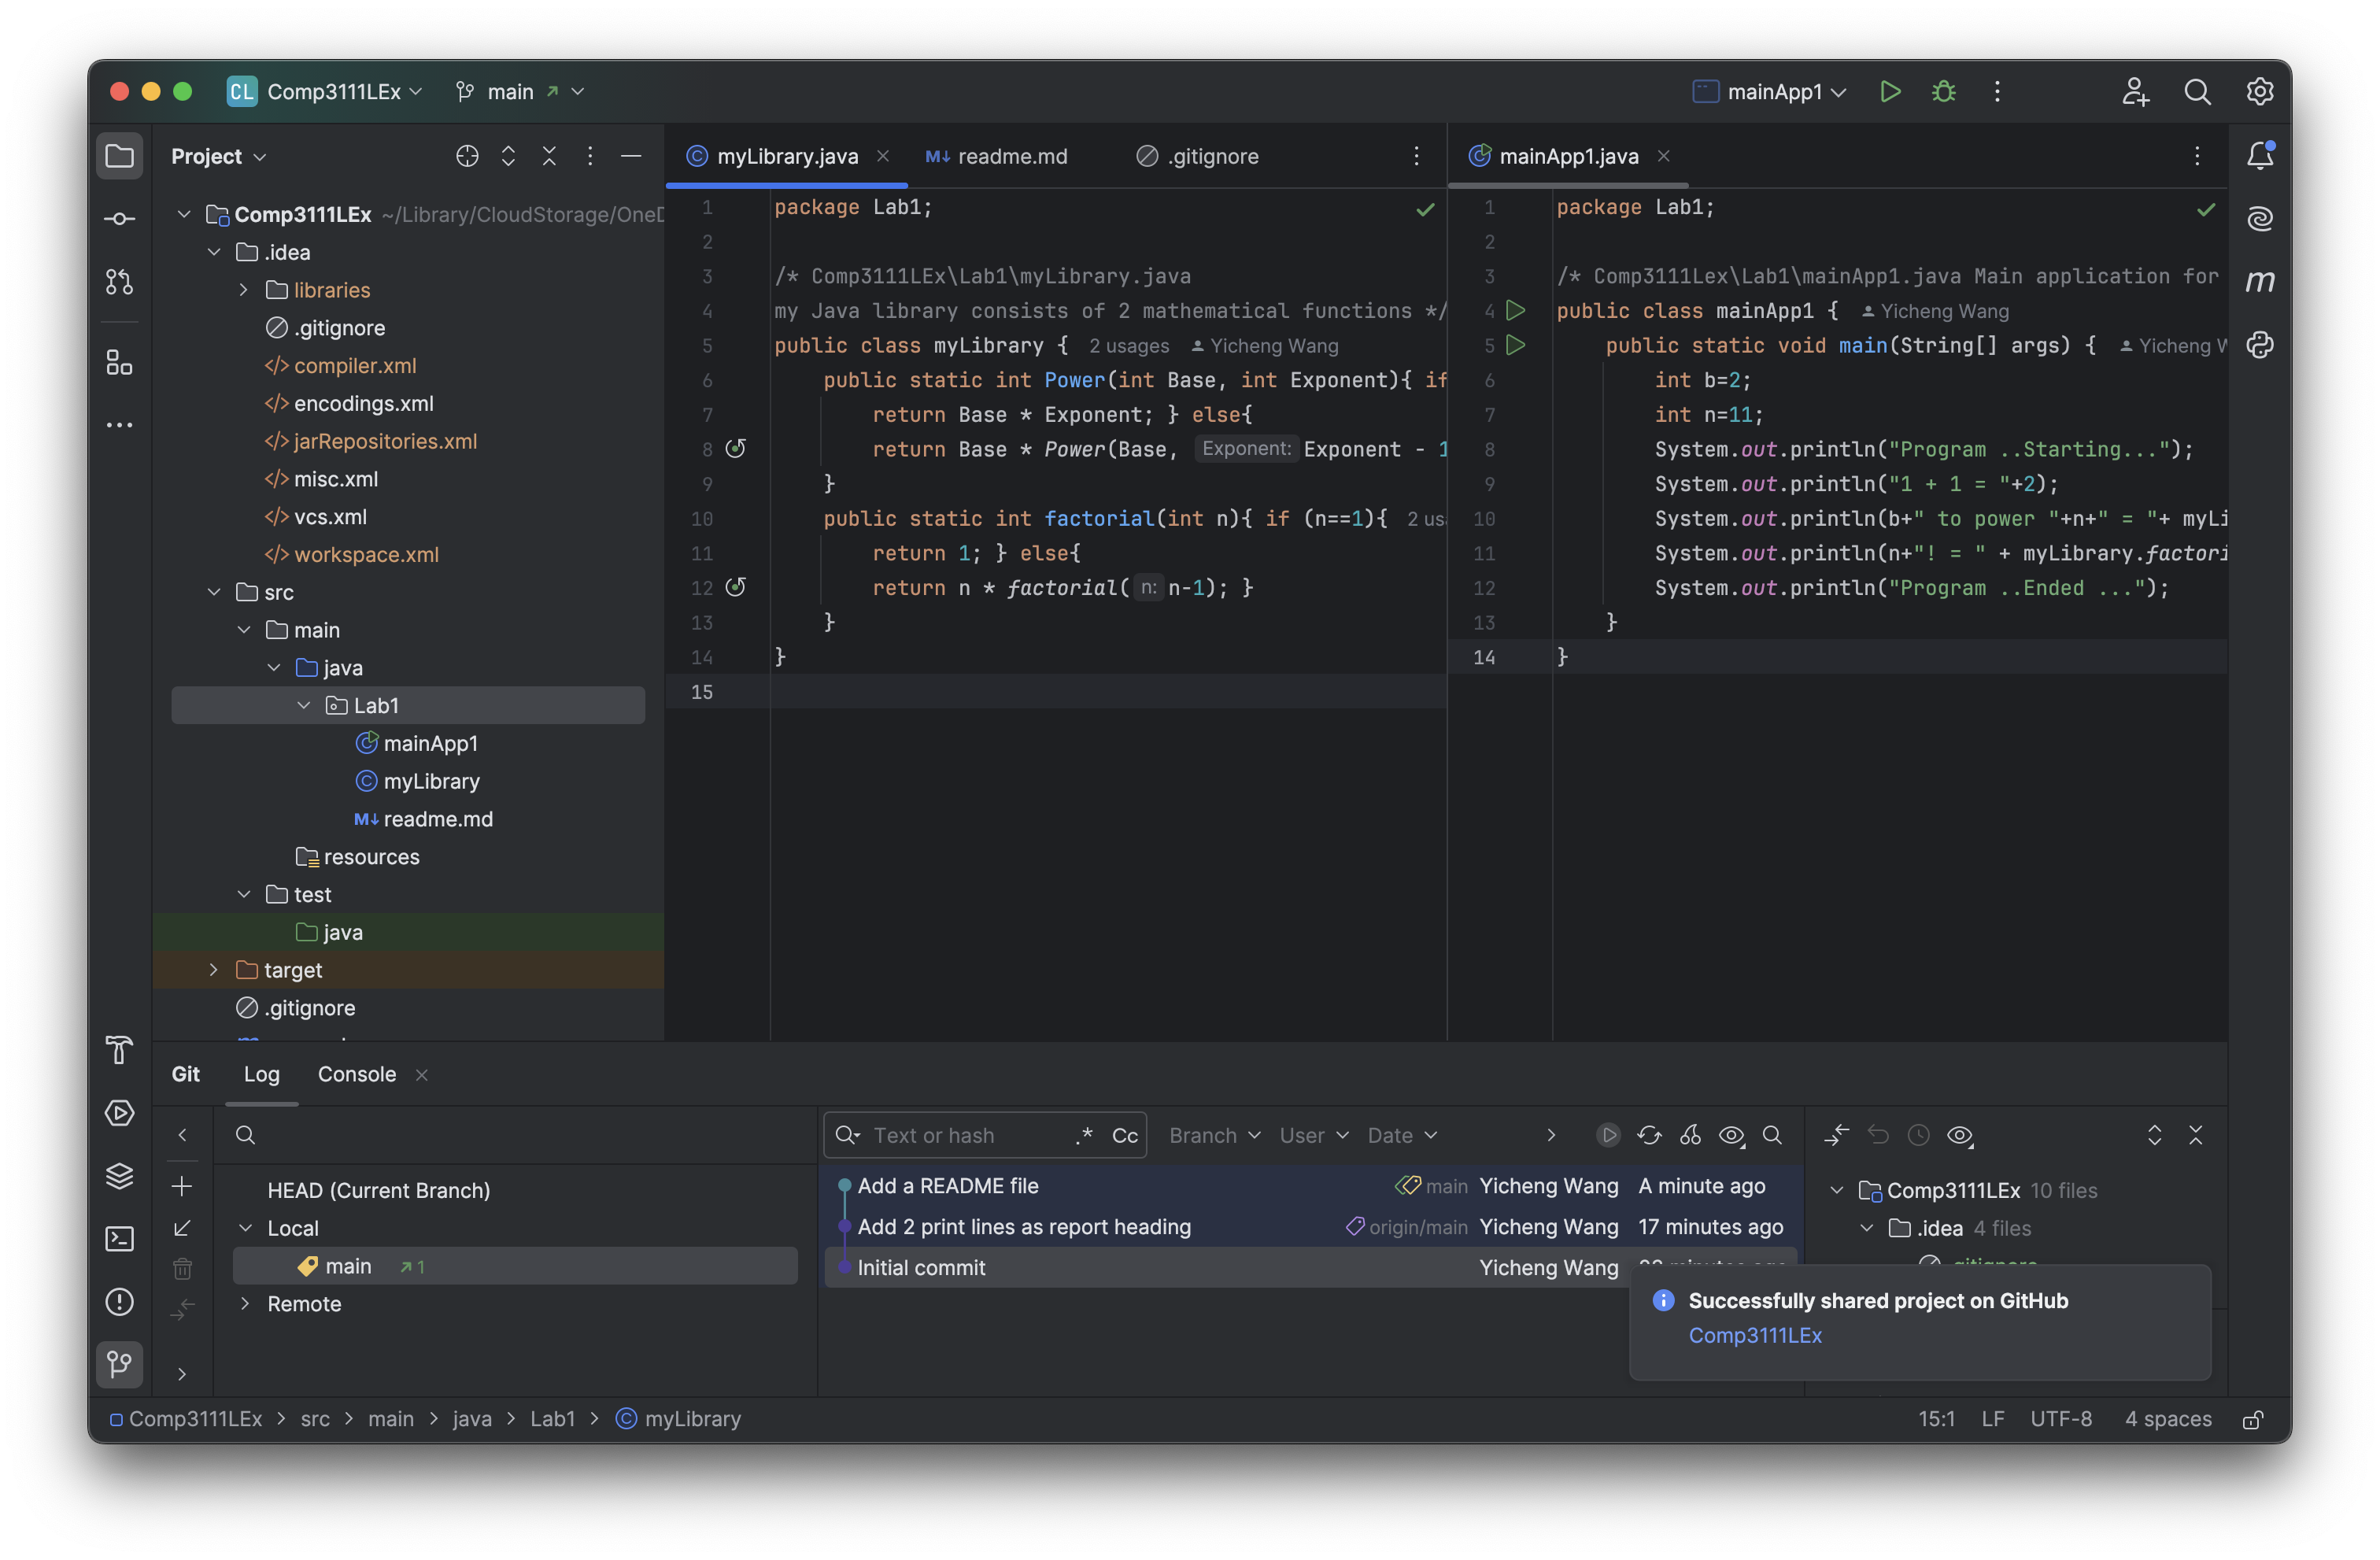 CL Comp3111LEx main mainApp1
Project
Comp3111LEx ~/Library/CloudStorage/OneD
.idea
libraries
.gitignore
compiler.xml
encodings.xml
jarRepositories.xml
misc.xml
vcs.xml
workspace.xml
src
main
java
Lab1
mainApp1
myLibrary
M↓ readme.md
resources
test
java
target
.gitignore
myLibrary.java M↓ readme.md .gitignore
1 package Lab1;
2
3 /* Comp3111LEx\Lab1\myLibrary.java
4 my Java library consists of 2 mathematical functions */
5 public class myLibrary { 2 usages Yicheng Wang
6 public static int Power(int Base, int Exponent){ if
7 return Base * Exponent; } else{
8 return Base * Power(Base, Exponent: Exponent - 1
9 }
10 public static int factorial(int n){ if (n==1){ 2 us
11 return 1; } else{
12 return n * factorial( n: n-1); }
13 }
14 }
15
mainApp1.java
1 package Lab1;
2
3 /* Comp3111Lex\Lab1\mainApp1.java Main application for
4 public class mainApp1 { Yicheng Wang
5 public static void main(String[] args) { Yicheng W
6 int b=2;
7 int n=11;
8 System.out.println("Program ..Starting...");
9 System.out.println("1 + 1 = "+2);
10 System.out.println(b+" to power "+n+" = "+ myLi
11 System.out.println(n+"! = " + myLibrary.factori
12 System.out.println("Program ..Ended ...");
13 }
14 }
Git Log Console
HEAD (Current Branch)
Local
main 1
Remote
Text or hash .* Cc Branch User Date
Add a README file main Yicheng Wang A minute ago
Add 2 print lines as report heading origin/main Yicheng Wang 17 minutes ago
Initial commit Yicheng Wang
Comp3111LEx 10 files
.idea 4 files
Successfully shared project on GitHub
Comp3111LEx
Comp3111LEx > src > main > java > Lab1 > myLibrary
15:1 LF UTF-8 4 spaces